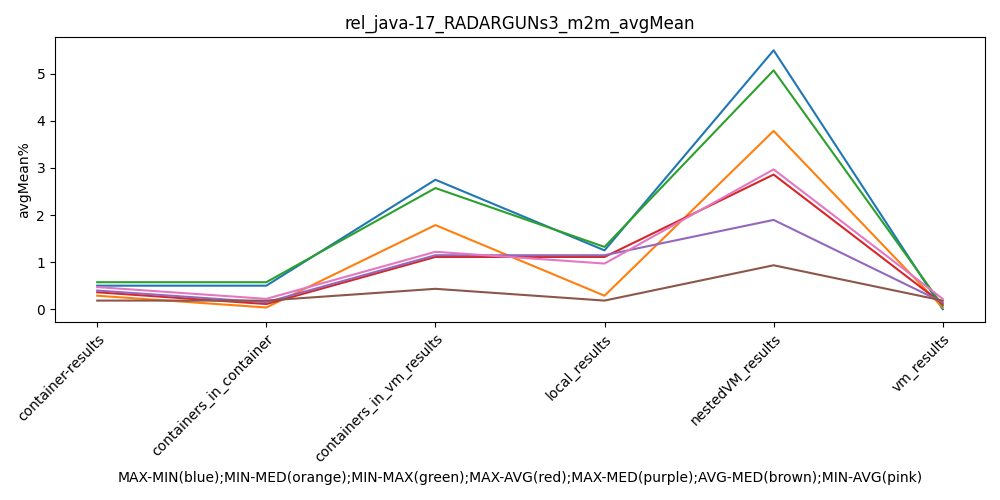 rel_java-17_RADARGUNs3_m2m_avgMean
avgMean%
5
4
3
2
1
0
container-results
containers_in_container
containers_in_vm_results
local_results
nestedVM_results
vm_results
MAX-MIN(blue);MIN-MED(orange);MIN-MAX(green);MAX-AVG(red);MAX-MED(purple);AVG-MED(brown);MIN-AVG(pink)